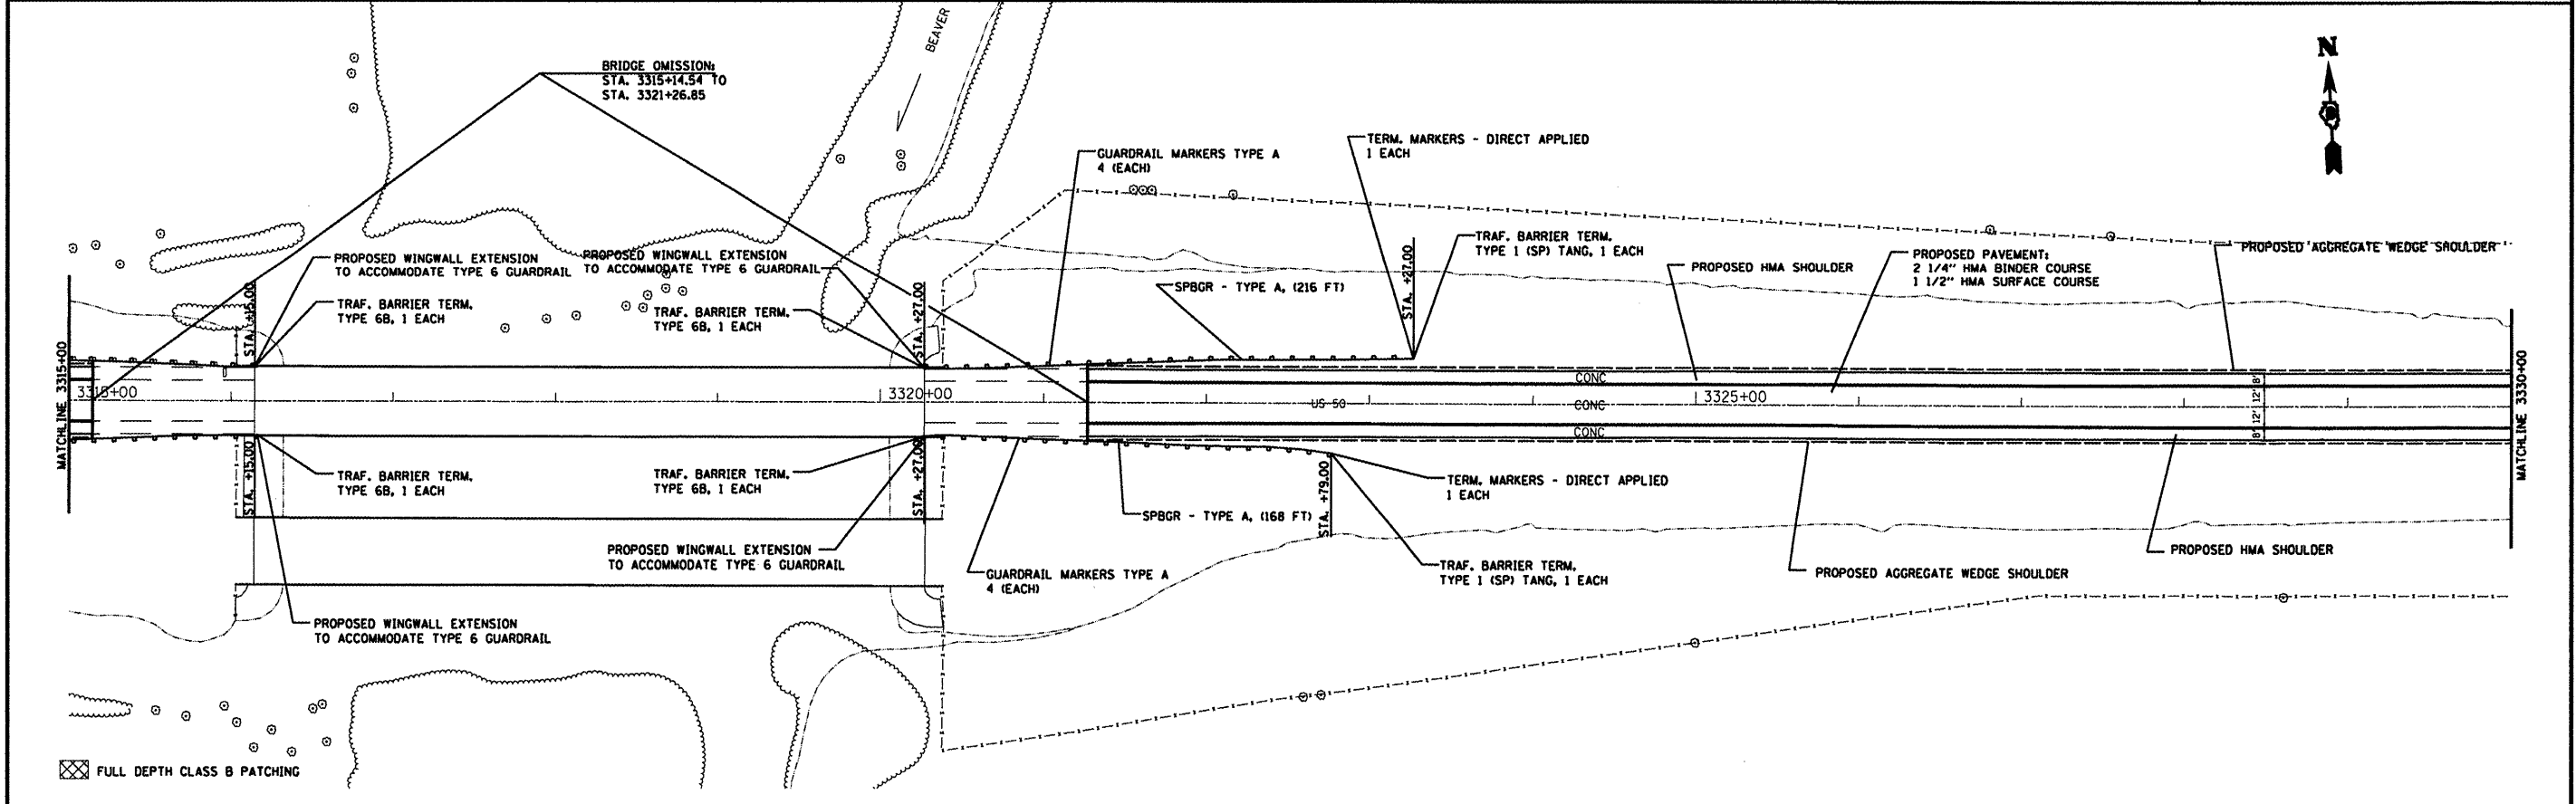 BEAVER
N
BRIDGE OMISSION:
STA. 3315+14.54 TO
STA. 3321+26.85
GUARDRAIL MARKERS TYPE A
4 (EACH)
TERM. MARKERS - DIRECT APPLIED
1 EACH
PROPOSED WINGWALL EXTENSION
TO ACCOMMODATE TYPE 6 GUARDRAIL
PROPOSED WINGWALL EXTENSION
TO ACCOMMODATE TYPE 6 GUARDRAIL
TRAF. BARRIER TERM.
TYPE 1 (SP) TANG, 1 EACH
PROPOSED HMA SHOULDER
PROPOSED PAVEMENT:
2 1/4" HMA BINDER COURSE
1 1/2" HMA SURFACE COURSE
PROPOSED AGGREGATE WEDGE SHOULDER
SPBGR - TYPE A, (216 FT)
TRAF. BARRIER TERM.
TYPE 6B, 1 EACH
TRAF. BARRIER TERM.
TYPE 6B, 1 EACH
STA. +15.00
STA. +27.00
STA. +27.00
MATCHLINE 3315+00
3315+00
3320+00
US 50
CONC
CONC
CONC
3325+00
8' 12' 12' 8'
MATCHLINE 3330+00
STA. +15.00
STA. +27.00
STA. +79.00
TRAF. BARRIER TERM.
TYPE 6B, 1 EACH
TRAF. BARRIER TERM.
TYPE 6B, 1 EACH
TERM. MARKERS - DIRECT APPLIED
1 EACH
SPBGR - TYPE A, (168 FT)
PROPOSED WINGWALL EXTENSION
TO ACCOMMODATE TYPE 6 GUARDRAIL
GUARDRAIL MARKERS TYPE A
4 (EACH)
TRAF. BARRIER TERM.
TYPE 1 (SP) TANG, 1 EACH
PROPOSED AGGREGATE WEDGE SHOULDER
PROPOSED HMA SHOULDER
PROPOSED WINGWALL EXTENSION
TO ACCOMMODATE TYPE 6 GUARDRAIL
FULL DEPTH CLASS B PATCHING